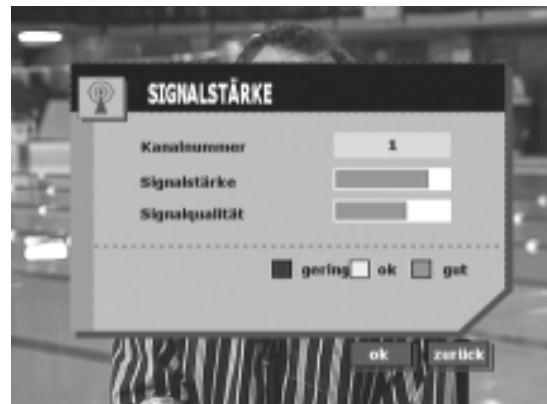 SIGNALSTÄRKE
Kanalnummer 1
Signalstärke
Signalqualität
gering ok gut
ok zurück